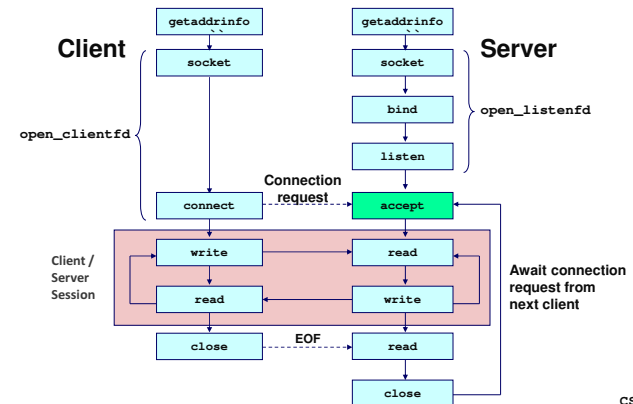 getaddrinfo
getaddrinfo
Client
Server
socket
socket
bind
open_clientfd
open_listenfd
listen
Connection
request
connect
accept
Client /
Server
Session
write
read
Await connection
request from
next client
read
write
close
EOF
read
close
CS